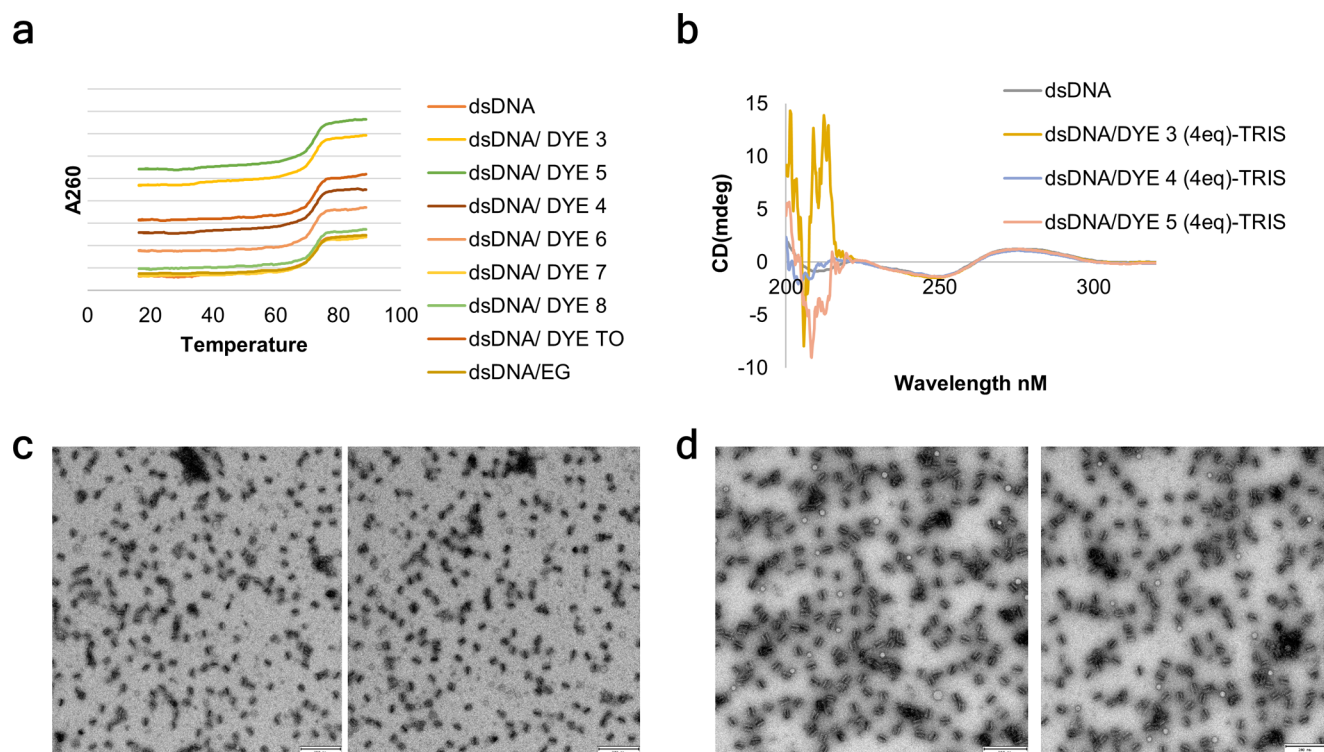 a
A260
0
20
40
60
80
100
Temperature
dsDNA
dsDNA/ DYE 3
dsDNA/ DYE 5
dsDNA/ DYE 4
dsDNA/ DYE 6
dsDNA/ DYE 7
dsDNA/ DYE 8
dsDNA/ DYE TO
dsDNA/EG
b
CD(mdeg)
15
10
5
0
-5
-10
200
250
300
Wavelength nM
dsDNA
dsDNA/DYE 3 (4eq)-TRIS
dsDNA/DYE 4 (4eq)-TRIS
dsDNA/DYE 5 (4eq)-TRIS
c
d